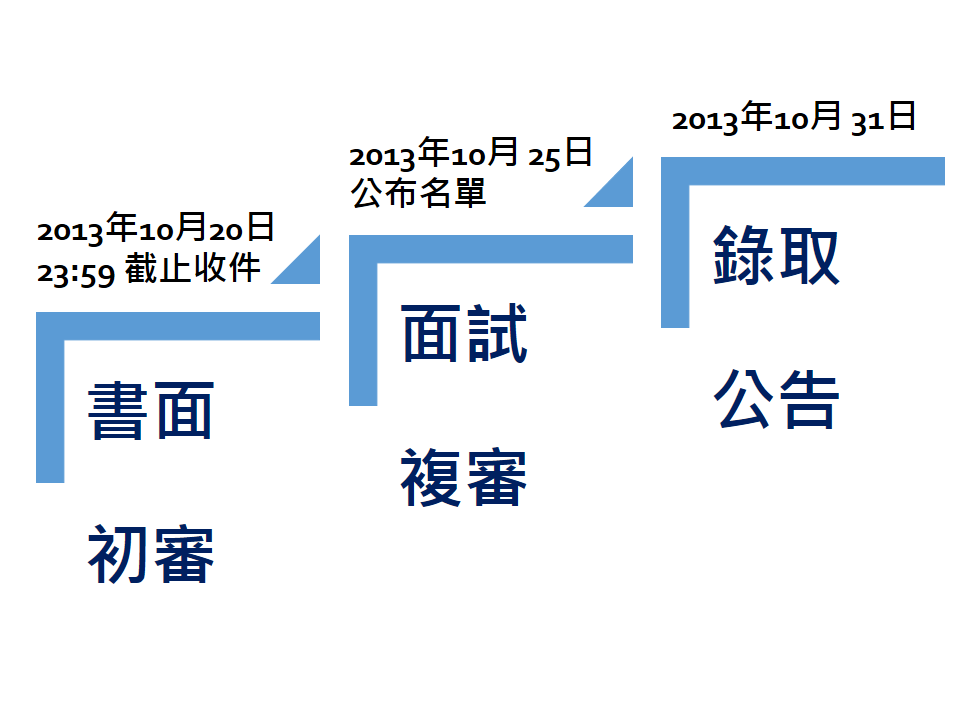 2013年10月20日
23:59 截止收件
書面
初審
2013年10月 25日
公布名單
面試
複審
2013年10月 31日
錄取
公告